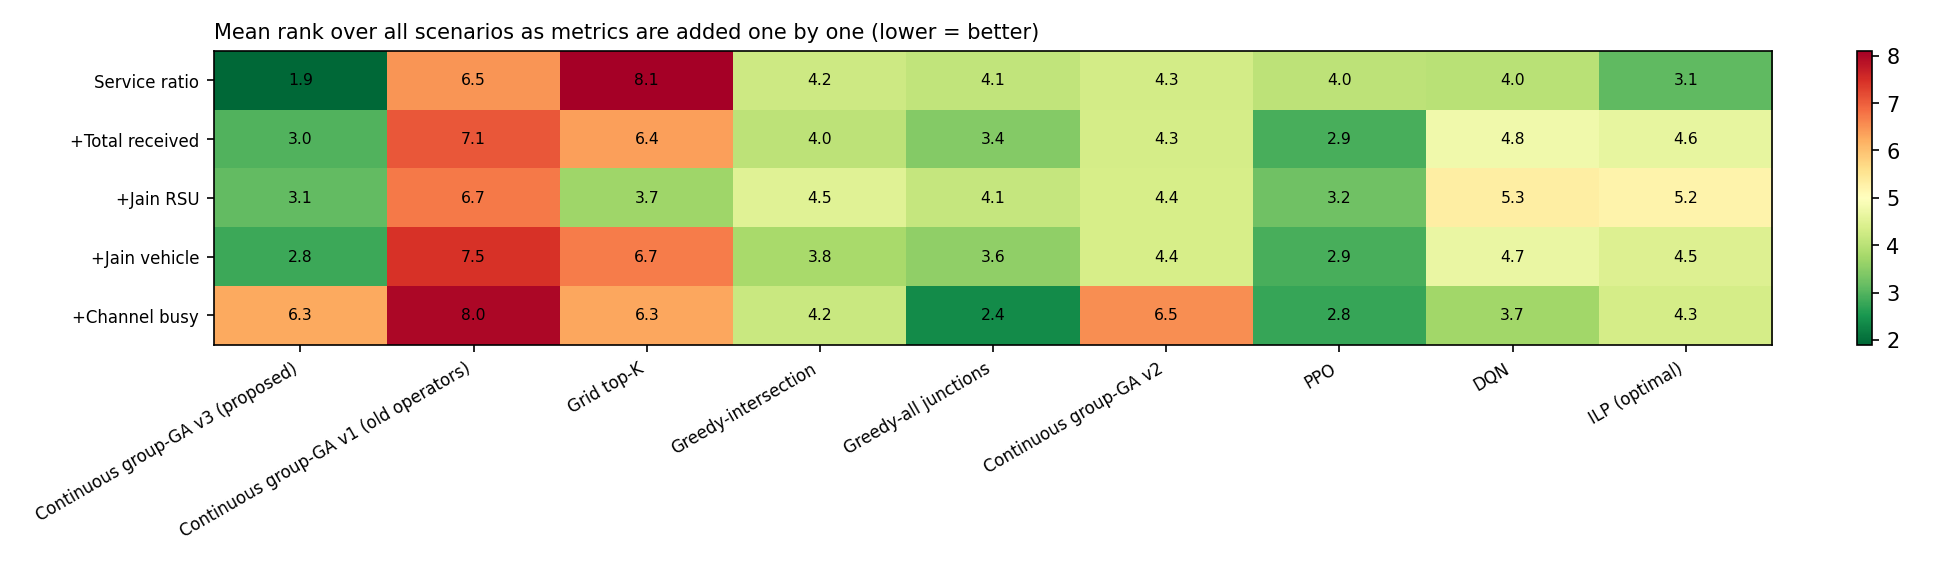 Mean rank over all scenarios as metrics are added one by one (lower = better)
Service ratio 1.9 6.5 8.1 4.2 4.1 4.3 4.0 4.0 3.1
+Total received 3.0 7.1 6.4 4.0 3.4 4.3 2.9 4.8 4.6
+Jain RSU 3.1 6.7 3.7 4.5 4.1 4.4 3.2 5.3 5.2
+Jain vehicle 2.8 7.5 6.7 3.8 3.6 4.4 2.9 4.7 4.5
+Channel busy 6.3 8.0 6.3 4.2 2.4 6.5 2.8 3.7 4.3
Continuous group-GA v3 (proposed)
Continuous group-GA v1 (old operators)
Grid top-K
Greedy-intersection
Greedy-all junctions
Continuous group-GA v2
PPO
DQN
ILP (optimal)
8
7
6
5
4
3
2